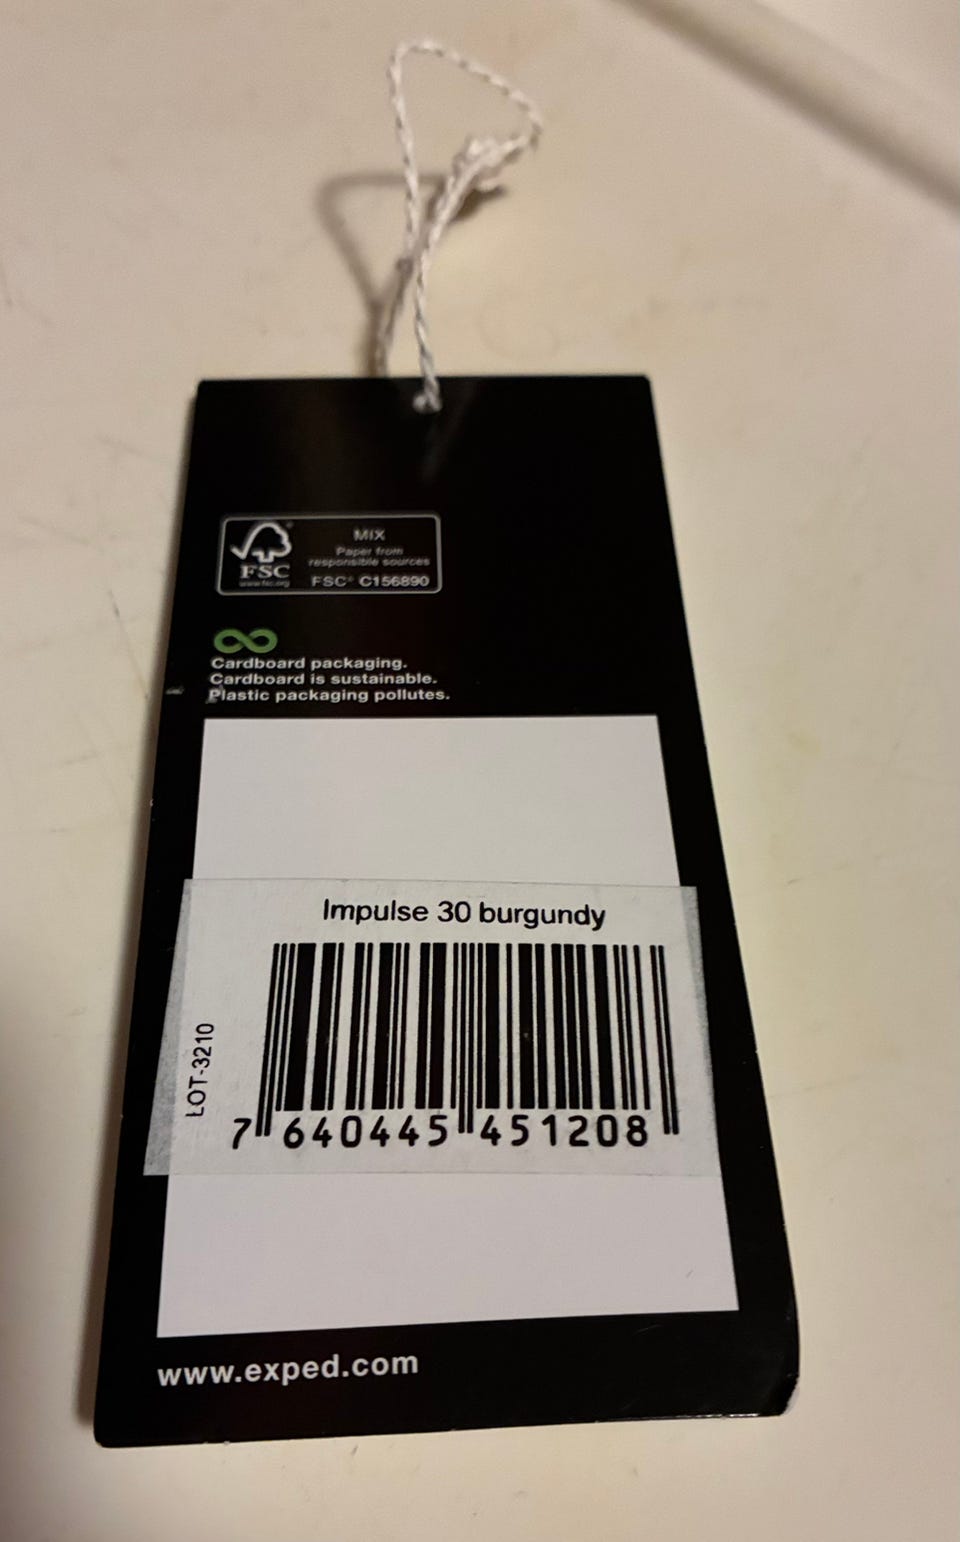 MIX
Paper from
responsible sources
FSC® C156890
FSC
www.fsc.org
Cardboard packaging.
Cardboard is sustainable.
Plastic packaging pollutes.
Impulse 30 burgundy
LOT-3210
7 640445 451208
www.exped.com